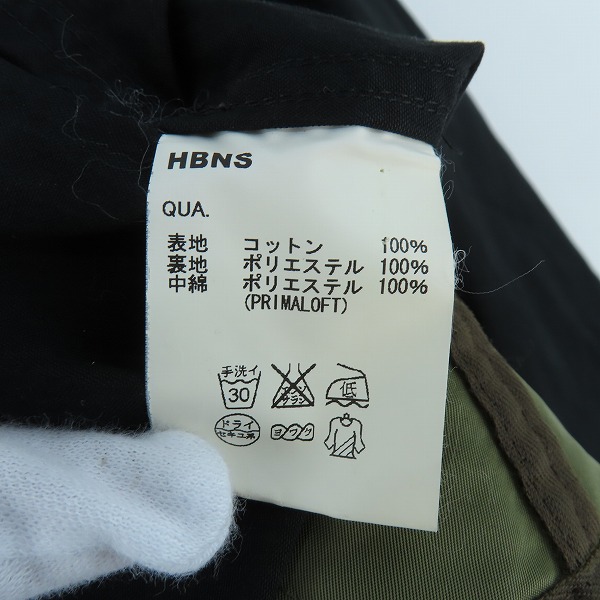 HBNS
QUA.
表地 コットン 100%
裏地 ポリエステル 100%
中綿 ポリエステル 100%
(PRIMALOFT)
手洗イ
30
低
ドライ
セキユ系
ヨワク